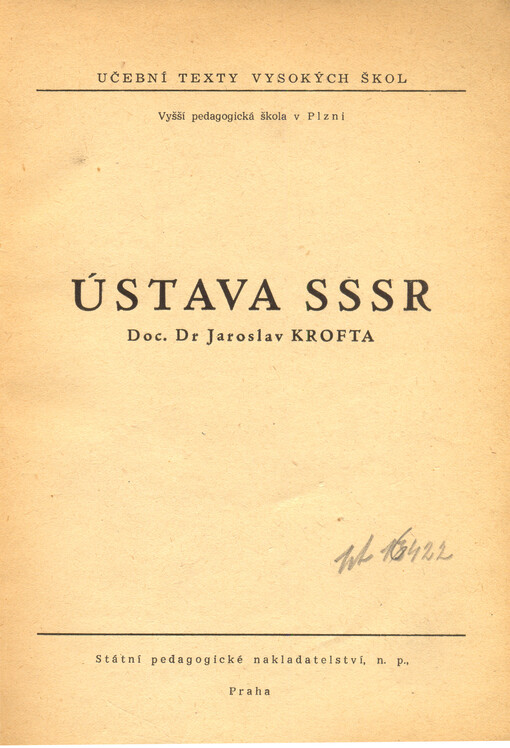 UČEBNÍ TEXTY VYSOKÝCH ŠKOL
Vyšší pedagogická škola v Plzni
ÚSTAVA SSSR
Doc. Dr Jaroslav KROFTA
Státní pedagogické nakladatelství, n. p.,
Praha